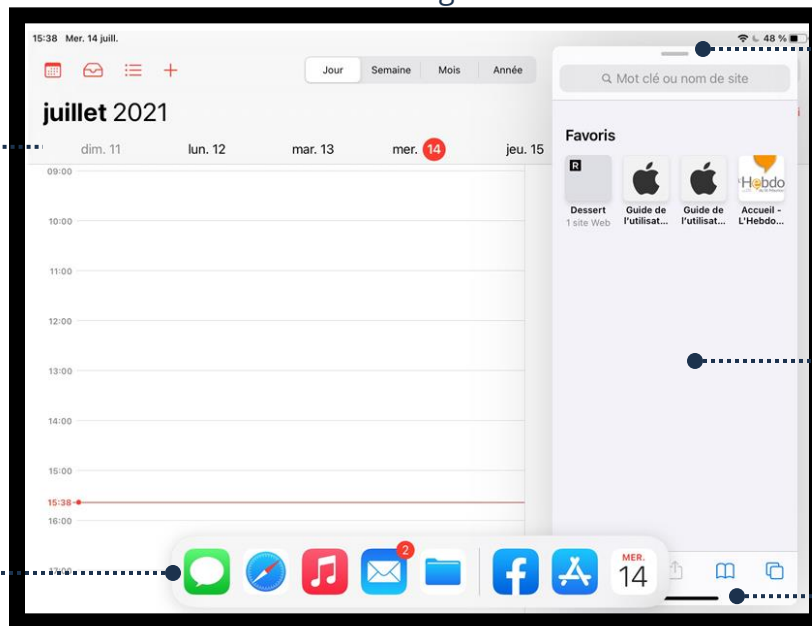 15:38 Mer. 14 juill.
48 %
Jour Semaine Mois Année
Mot clé ou nom de site
juillet 2021
dim. 11 lun. 12 mar. 13 mer. 14 jeu. 15
Favoris
R
l'Hebdo
Dessert
1 site Web
Guide de
l'utilisat...
Guide de
l'utilisat...
Accueil -
L'Hebdo...
09:00
10:00
11:00
12:00
13:00
14:00
15:00
15:38
16:00
17:00
2
MER.
14